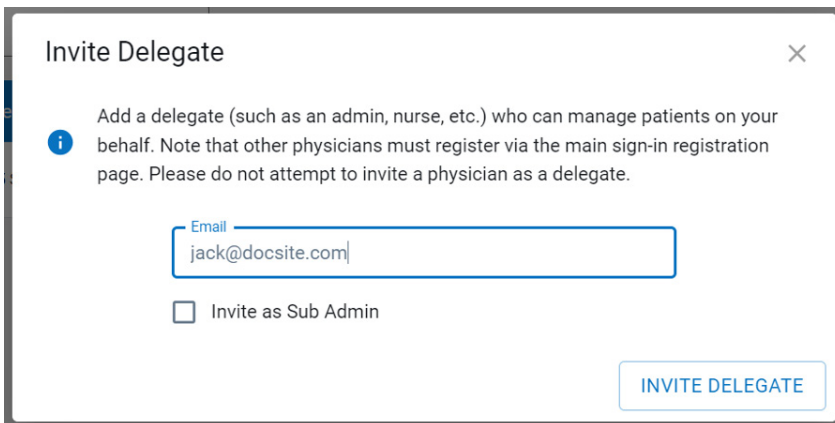 Invite Delegate
Add a delegate (such as an admin, nurse, etc.) who can manage patients on your
behalf. Note that other physicians must register via the main sign-in registration
page. Please do not attempt to invite a physician as a delegate.
Email
jack@docsite.com
Invite as Sub Admin
INVITE DELEGATE